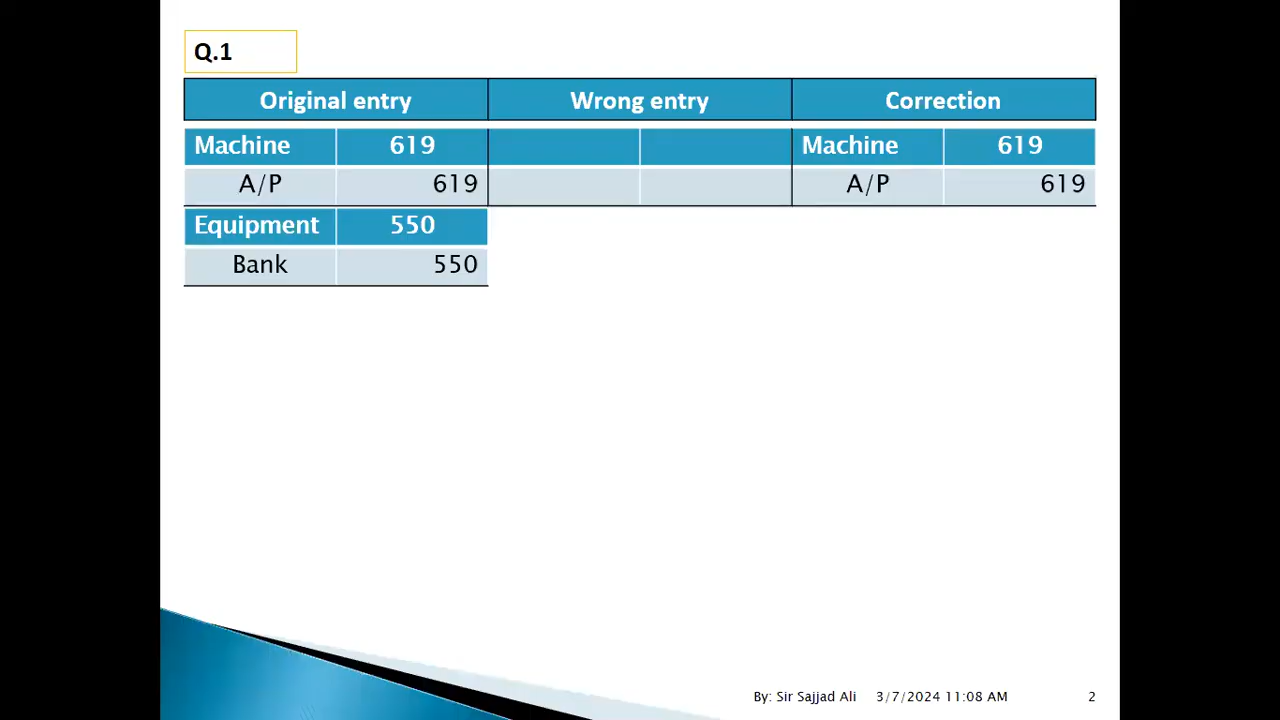 Q.1
Original entry Wrong entry Correction
Machine 619 Machine 619
A/P 619 A/P 619
Equipment 550
Bank 550
By: Sir Sajjad Ali 3/7/2024 11:08 AM 2